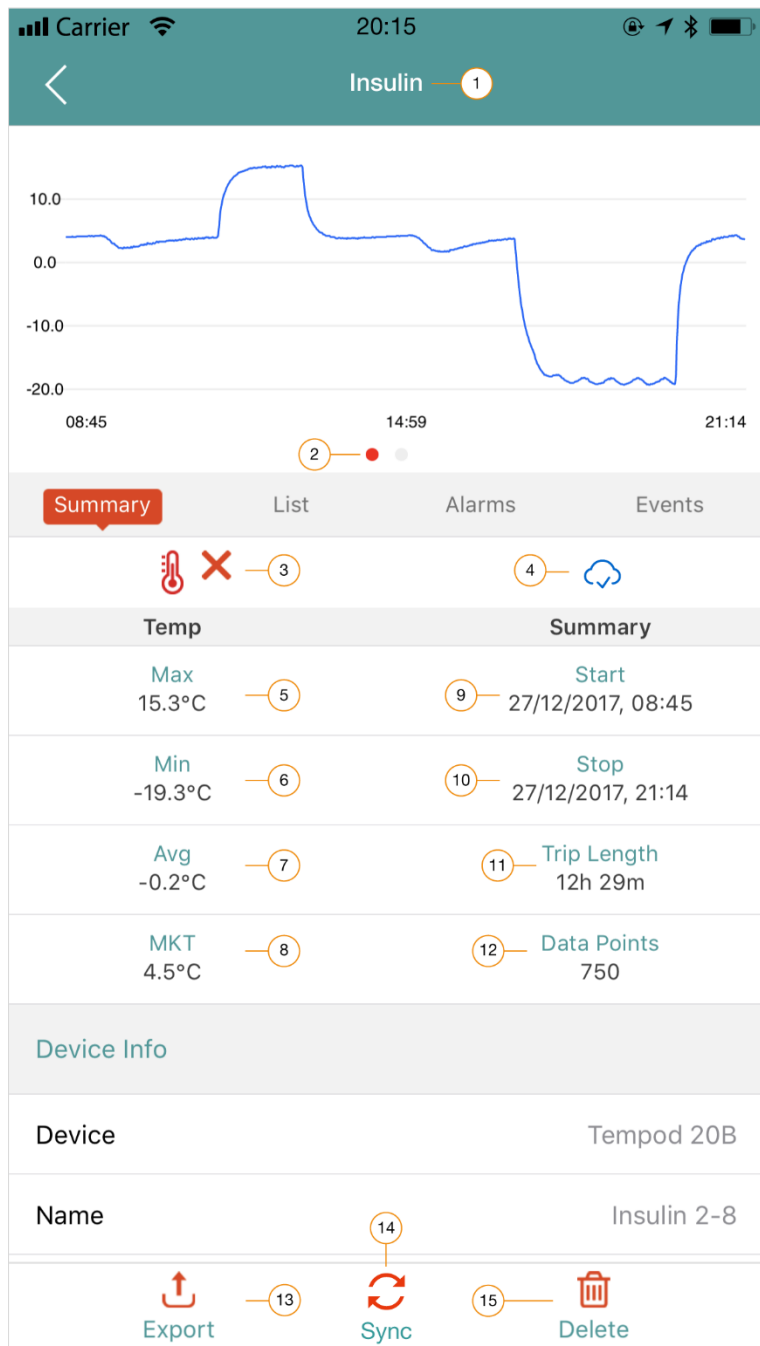 Carrier 20:15
Insulin 1
10.0
0.0
-10.0
-20.0
08:45 14:59 21:14
2
Summary List Alarms Events
3 4
Temp Summary
Max
15.3°C
5
9
Start
27/12/2017, 08:45
Min
-19.3°C
6
10
Stop
27/12/2017, 21:14
Avg
-0.2°C
7
11
Trip Length
12h 29m
MKT
4.5°C
8
12
Data Points
750
Device Info
Device Tempod 20B
Name Insulin 2-8
14
13 15
Export Sync Delete